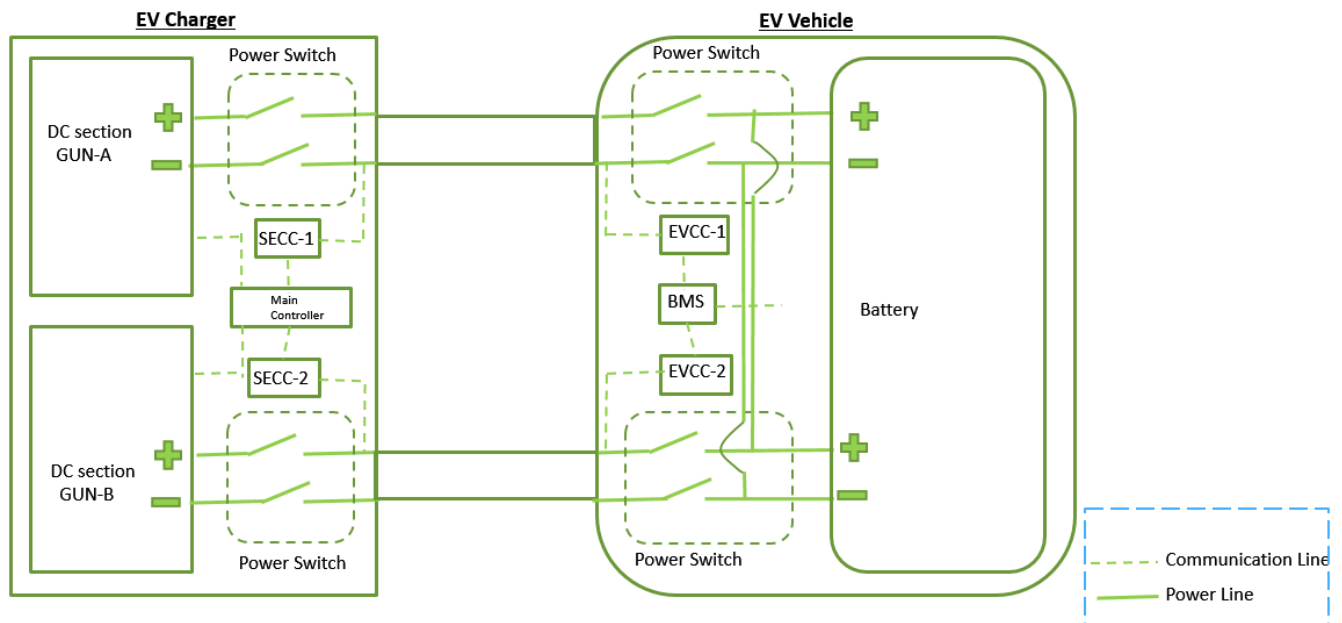 EV Charger
EV Vehicle
Power Switch
Power Switch
DC section
GUN-A
SECC-1
EVCC-1
Main
Controller
BMS
Battery
SECC-2
EVCC-2
DC section
GUN-B
Power Switch
Power Switch
Communication Line
Power Line